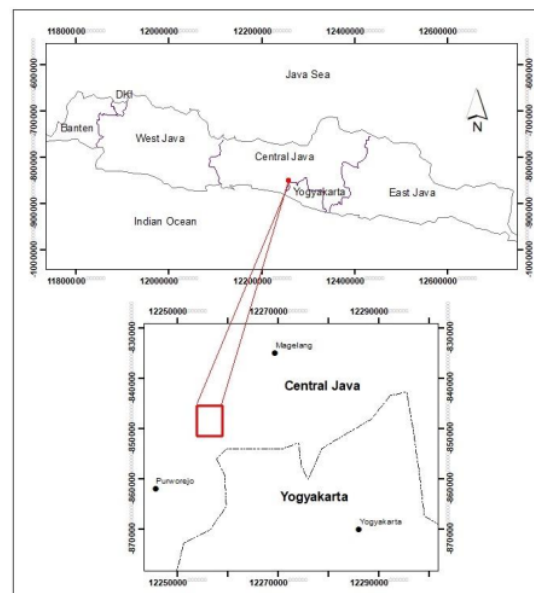 11800000 12000000 12200000 12400000 12600000
-600000
-700000
-800000
-900000
-1000000
-600000
-700000
-800000
-900000
-1000000
Java Sea
DKI
Banten
West Java
Central Java
N
Yogyakarta
East Java
Indian Ocean
11800000 12000000 12200000 12400000 12600000
12250000 12270000 12290000
-830000
-840000
-850000
-860000
-870000
-830000
-840000
-850000
-860000
-870000
Magelang
Central Java
Purworejo
Yogyakarta
Yogyakarta
12250000 12270000 12290000